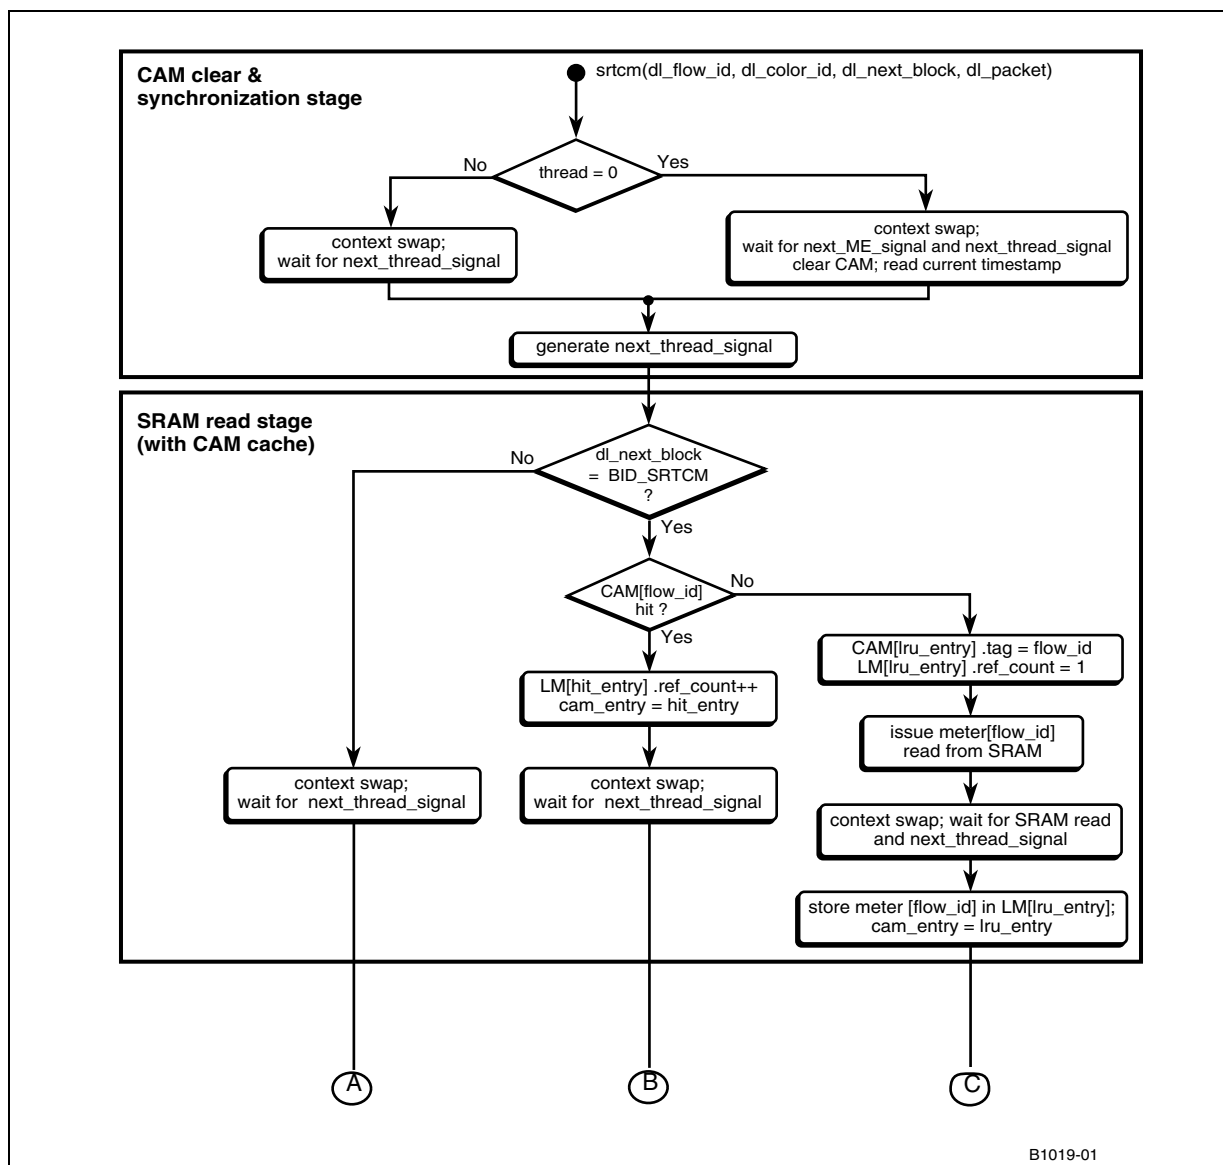 CAM clear &
synchronization stage
srtcm(dl_flow_id, dl_color_id, dl_next_block, dl_packet)
thread = 0
No
Yes
context swap;
wait for next_thread_signal
context swap;
wait for next_ME_signal and next_thread_signal
clear CAM; read current timestamp
generate next_thread_signal
SRAM read stage
(with CAM cache)
dl_next_block
= BID_SRTCM
?
No
Yes
CAM[flow_id]
hit ?
No
Yes
LM[hit_entry] .ref_count++
cam_entry = hit_entry
CAM[lru_entry] .tag = flow_id
LM[lru_entry] .ref_count = 1
issue meter[flow_id]
read from SRAM
context swap;
wait for next_thread_signal
context swap;
wait for next_thread_signal
context swap; wait for SRAM read
and next_thread_signal
store meter [flow_id] in LM[lru_entry];
cam_entry = lru_entry
A
B
C
B1019-01